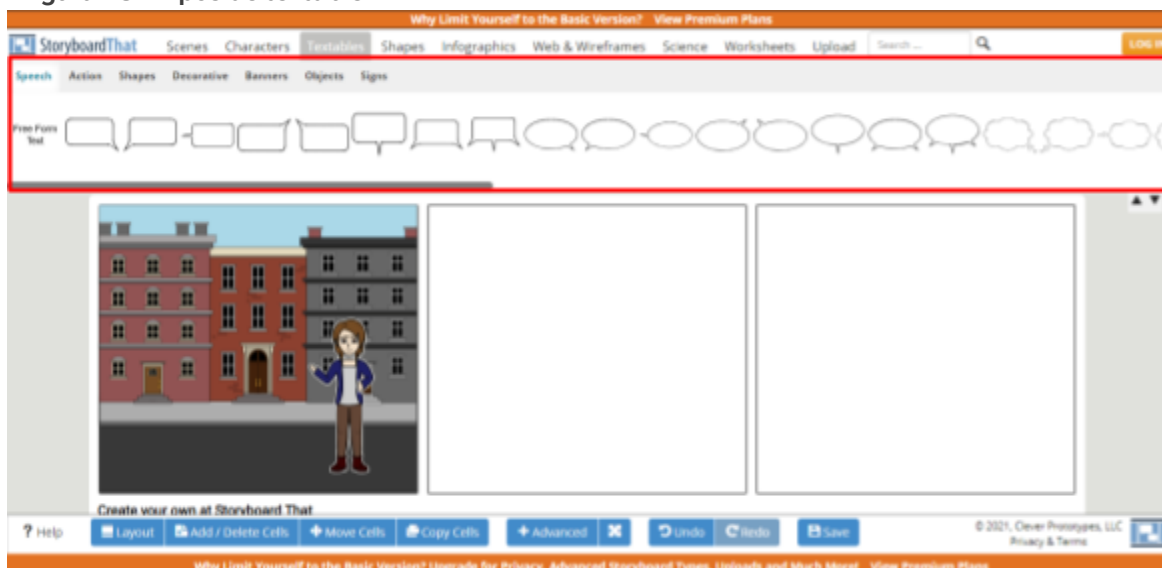 Why Limit Yourself to the Basic Version? View Premium Plans
StoryboardThat Scenes Characters Textables Shapes Infographics Web & Wireframes Science Worksheets Upload Search ... LOG I
Speech Action Shapes Decorative Banners Objects Signs
Free Form
Text
Create your own at Storyboard That
? Help Layout Add / Delete Cells Move Cells Copy Cells Advanced Undo Redo Save © 2021, Clever Prototypes, LLC
Privacy & Terms
Why Limit Yourself to the Basic Version? Upgrade for Privacy, Advanced Storyboard Types, Uploads and Much More! View Premium Plans